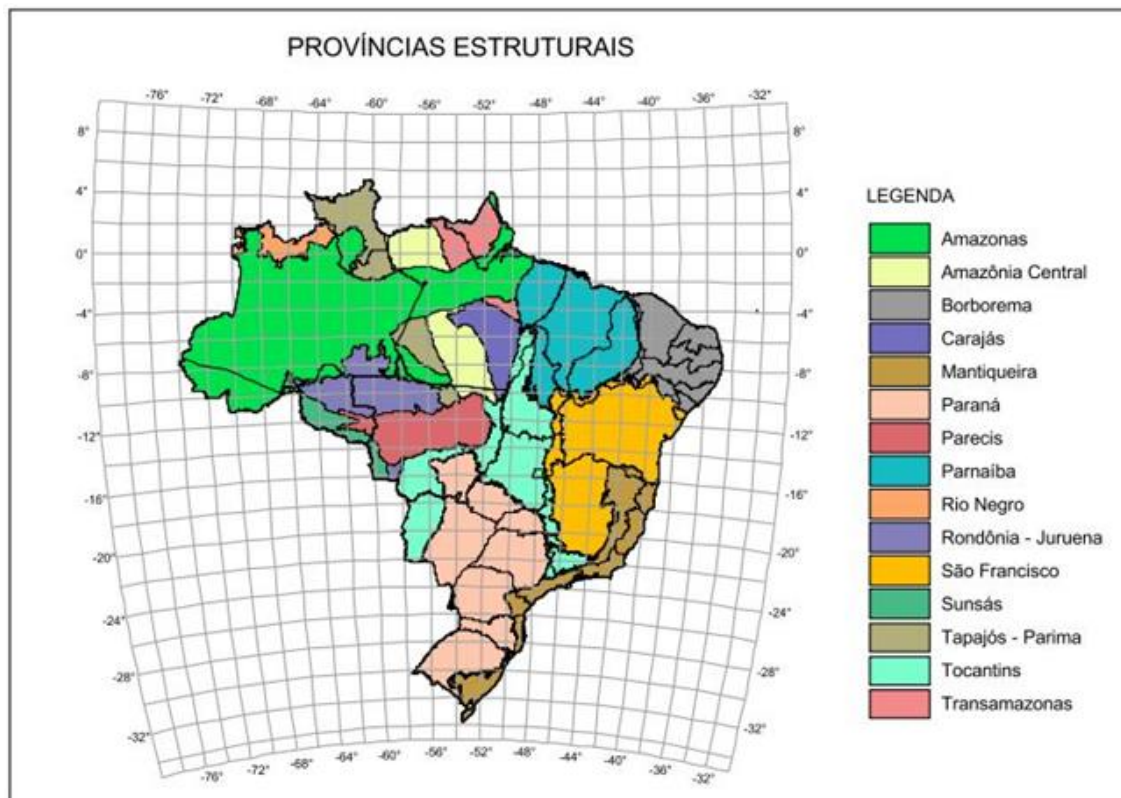 PROVÍNCIAS ESTRUTURAIS
-76° -72° -68° -64° -60° -56° -52° -48° -44° -40° -36° -32°
8° 8°
4° 4°
0° 0°
-4° -4°
-8° -8°
-12° -12°
-16° -16°
-20° -20°
-24° -24°
-28° -28°
-32° -32°
-76° -72° -68° -64° -60° -56° -52° -48° -44° -40° -36° -32°
LEGENDA
Amazonas
Amazônia Central
Borborema
Carajás
Mantiqueira
Paraná
Parecis
Parnaíba
Rio Negro
Rondônia - Juruena
São Francisco
Sunsás
Tapajós - Parima
Tocantins
Transamazonas